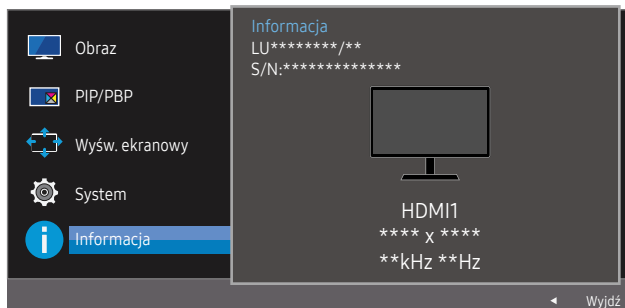 Obraz
PIP/PBP
Wyśw. ekranowy
System
Informacja
Informacja
LU********/**
S/N:**************
HDMI1
**** x ****
**kHz **Hz
Wyjdź